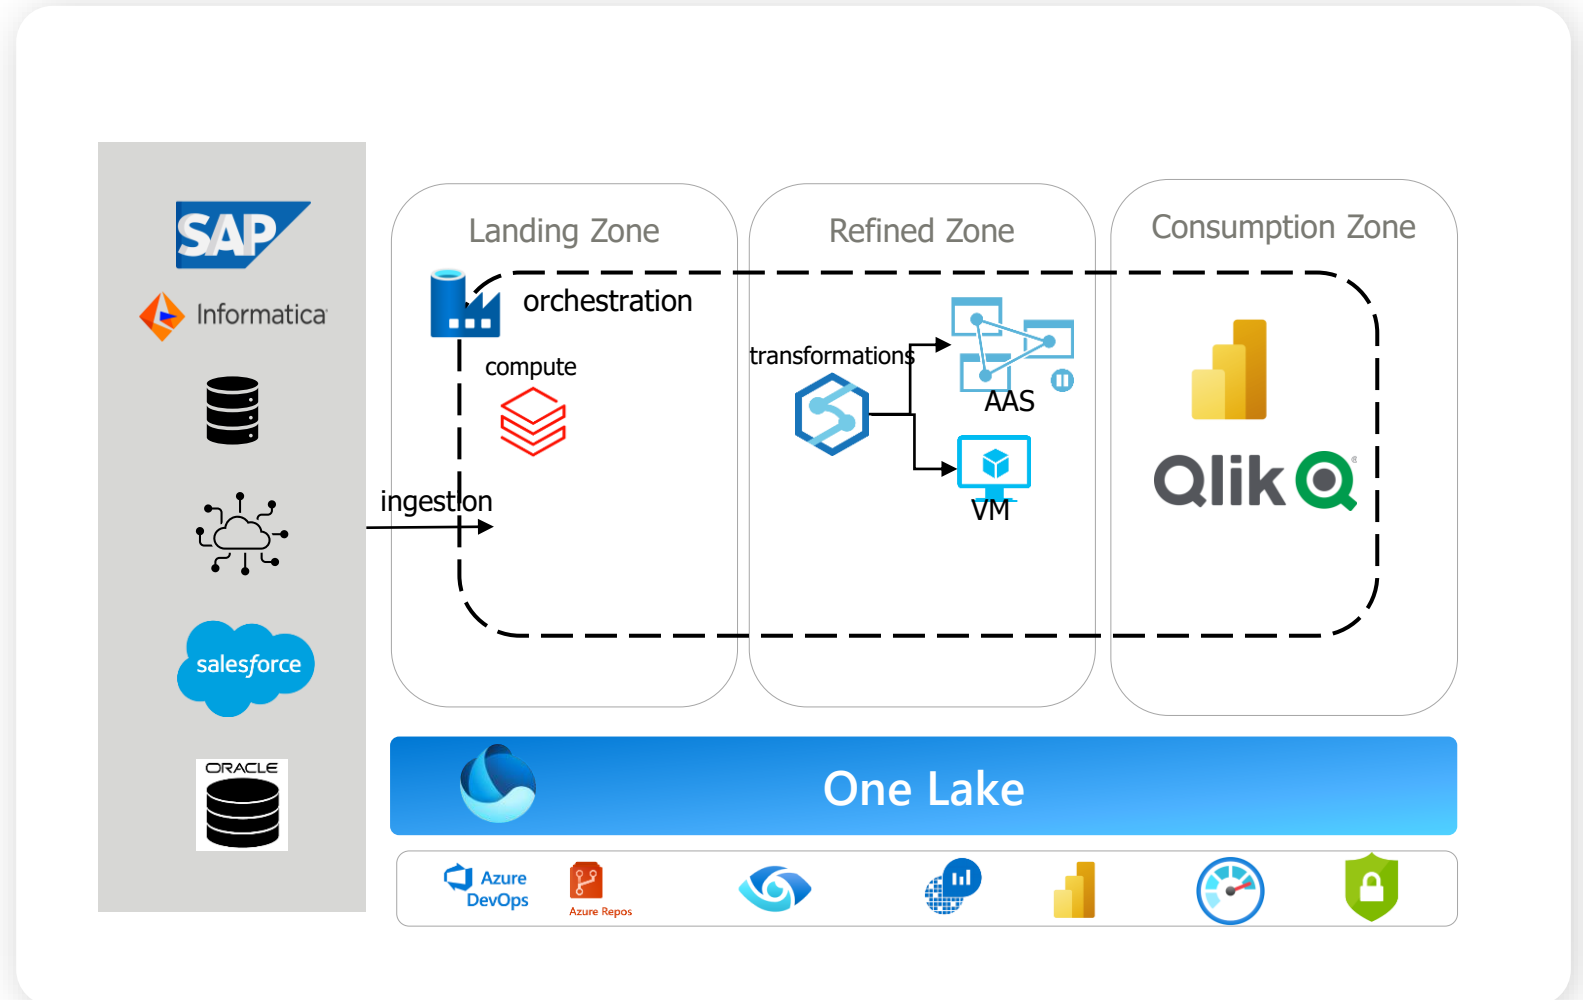 SAP
Informatica
salesforce
ORACLE
Landing Zone
Refined Zone
Consumption Zone
orchestration
compute
ingestion
transformations
AAS
VM
Qlik
One Lake
Azure
DevOps
Azure Repos